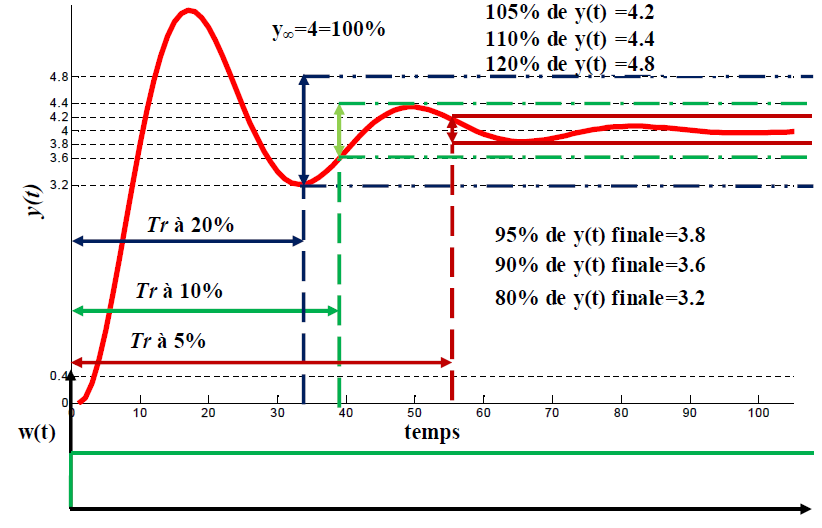 y∞=4=100%
105% de y(t) =4.2
110% de y(t) =4.4
120% de y(t) =4.8
4.8
4.4
4.2
4
3.8
3.6
3.2
y(t)
Tr à 20%
95% de y(t) finale=3.8
90% de y(t) finale=3.6
80% de y(t) finale=3.2
Tr à 10%
Tr à 5%
0.4
0
0 10 20 30 40 50 60 70 80 90 100
w(t)
temps